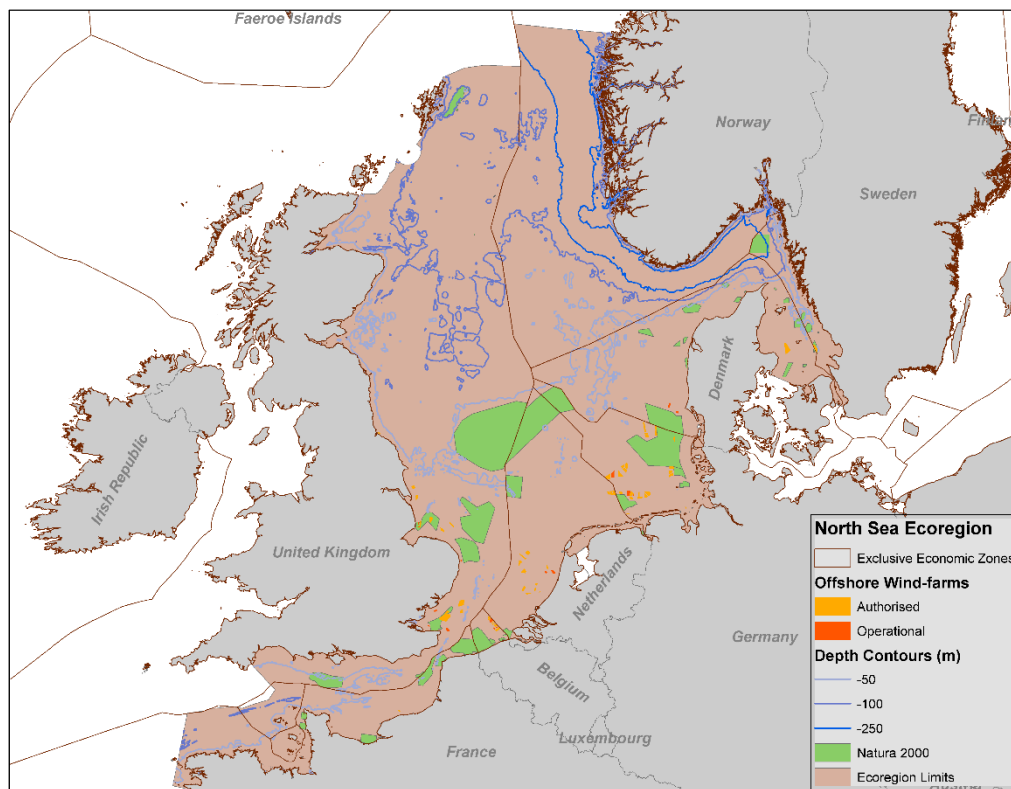 Faeroe Islands
Norway
Finl
Sweden
Denmark
Irish Republic
United Kingdom
Netherlands
Germany
Belgium
Luxembourg
France
North Sea Ecoregion
Exclusive Economic Zones
Offshore Wind-farms
Authorised
Operational
Depth Contours (m)
-50
-100
-250
Natura 2000
Ecoregion Limits